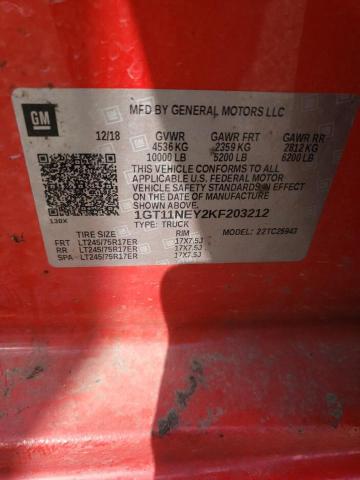 GM
MFD BY GENERAL MOTORS LLC
12/18 GVWR GAWR FRT GAWR RR
4536 KG 2359 KG 2812 KG
10000 LB 5200 LB 6200 LB
THIS VEHICLE CONFORMS TO ALL
APPLICABLE U.S. FEDERAL MOTOR
VEHICLE SAFETY STANDARDS IN EFFECT
ON THE DATE OF MANUFACTURE
SHOWN ABOVE.
1GT11NEY2KF203212
130X
TYPE: TRUCK
TIRE SIZE RIM MODEL: 22TC25943
FRT LT245/75R17ER 17X7.5J
RR LT245/75R17ER 17X7.5J
SPA LT245/75R17ER 17X7.5J